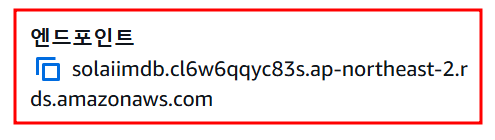 엔드포인트
solaiimdb.cl6w6qqyc83s.ap-northeast-2.r
ds.amazonaws.com